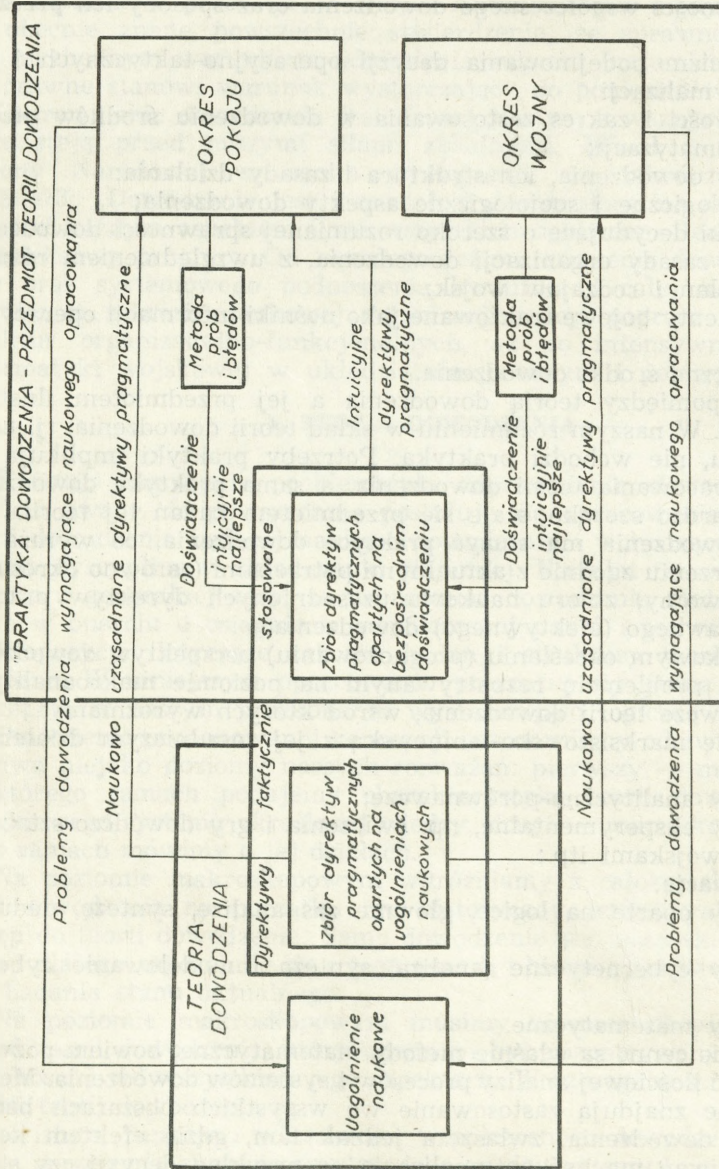 PRAKTYKA DOWODZENIA-PRZEDMIOT TEORII DOWODZENIA
Problemy dowodzenia wymagające naukowego opracowania
Naukowo uzasadnione dyrektywy pragmatyczne
OKRES
POKOJU
Doświadczenie
intuicyjnie
najlepsze
Metoda
prób
i błędów
TEORIA
DOWODZENIA
Dyrektywy faktycznie stosowane
Uogólnienie
naukowe
zbiór dyrektyw
pragmatycznych
opartych na
uogólnieniach
naukowych
Zbiór dyrektyw
pragmatycznych
opartych na
bezpośrednim
doświadczeniu
intuicyjne
dyrektywy
pragmatyczne
Doświadczenie
intuicyjnie
najlepsze
Metoda
prób
i błędów
OKRES
WOJNY
Naukowo uzasadnione dyrektywy pragmatyczne
Problemy dowodzenia wymagające naukowego opracowania